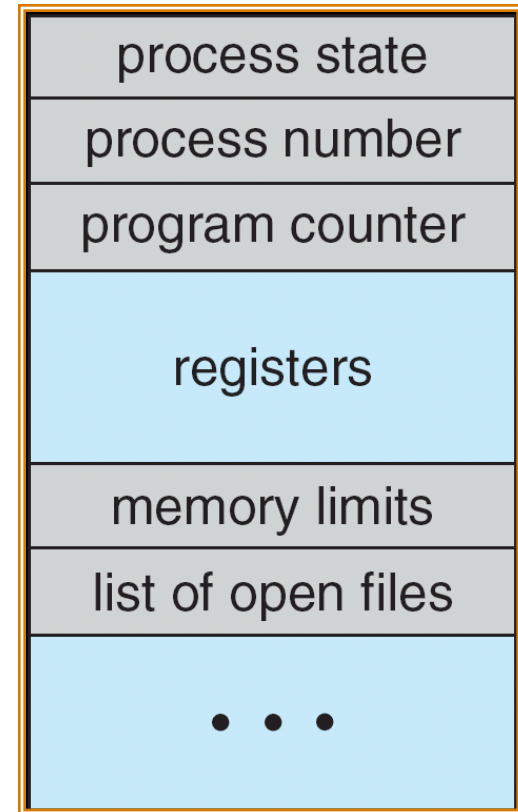 process state
process number
program counter
registers
memory limits
list of open files
• • •